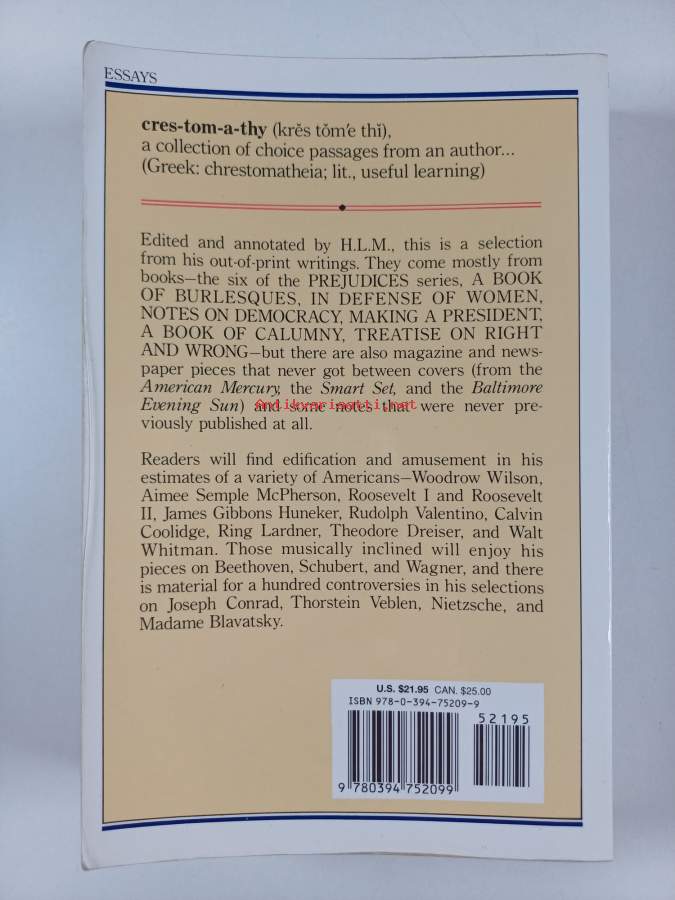 ESSAYS
cres-tom-a-thy (krĕs tŏm′e thĭ),
a collection of choice passages from an author...
(Greek: chrestomatheia; lit., useful learning)
Edited and annotated by H.L.M., this is a selection
from his out-of-print writings. They come mostly from
books—the six of the PREJUDICES series, A BOOK
OF BURLESQUES, IN DEFENSE OF WOMEN,
NOTES ON DEMOCRACY, MAKING A PRESIDENT,
A BOOK OF CALUMNY, TREATISE ON RIGHT
AND WRONG—but there are also magazine and news-
paper pieces that never got between covers (from the
American Mercury, the Smart Set, and the Baltimore
Evening Sun) and some notes that were never pre-
Antikvariaatti.net
viously published at all.
Readers will find edification and amusement in his
estimates of a variety of Americans—Woodrow Wilson,
Aimee Semple McPherson, Roosevelt I and Roosevelt
II, James Gibbons Huneker, Rudolph Valentino, Calvin
Coolidge, Ring Lardner, Theodore Dreiser, and Walt
Whitman. Those musically inclined will enjoy his
pieces on Beethoven, Schubert, and Wagner, and there
is material for a hundred controversies in his selections
on Joseph Conrad, Thorstein Veblen, Nietzsche, and
Madame Blavatsky.
U.S. $21.95 CAN. $25.00
ISBN 978-0-394-75209-9
52195
9 780394 752099